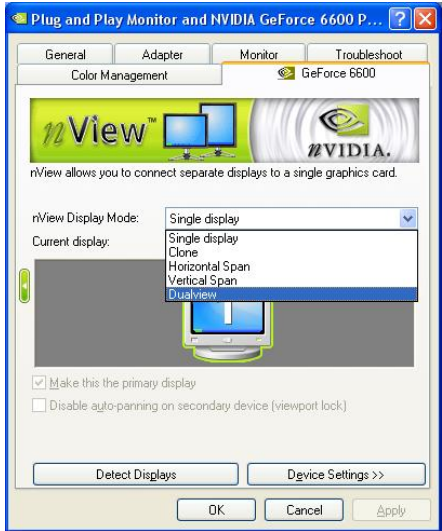 Plug and Play Monitor and NVIDIA GeForce 6600 P...
General Adapter Monitor Troubleshoot
Color Management GeForce 6600
nView™
nVIDIA.
nView allows you to connect separate displays to a single graphics card.
nView Display Mode: Single display
Current display:
Single display
Clone
Horizontal Span
Vertical Span
Dualview
1
Make this the primary display
Disable auto-panning on secondary device (viewport lock)
Detect Displays Device Settings >>
OK Cancel Apply